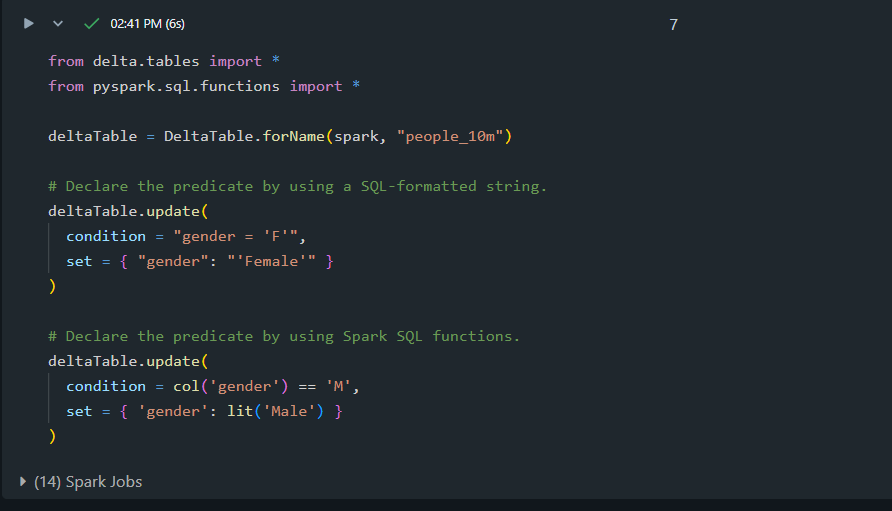 02:41 PM (6s)
7
from delta.tables import *
from pyspark.sql.functions import *
deltaTable = DeltaTable.forName(spark, "people_10m")
# Declare the predicate by using a SQL-formatted string.
deltaTable.update(
  condition = "gender = 'F'",
  set = { "gender": "'Female'" }
)
# Declare the predicate by using Spark SQL functions.
deltaTable.update(
  condition = col('gender') == 'M',
  set = { 'gender': lit('Male') }
)
(14) Spark Jobs